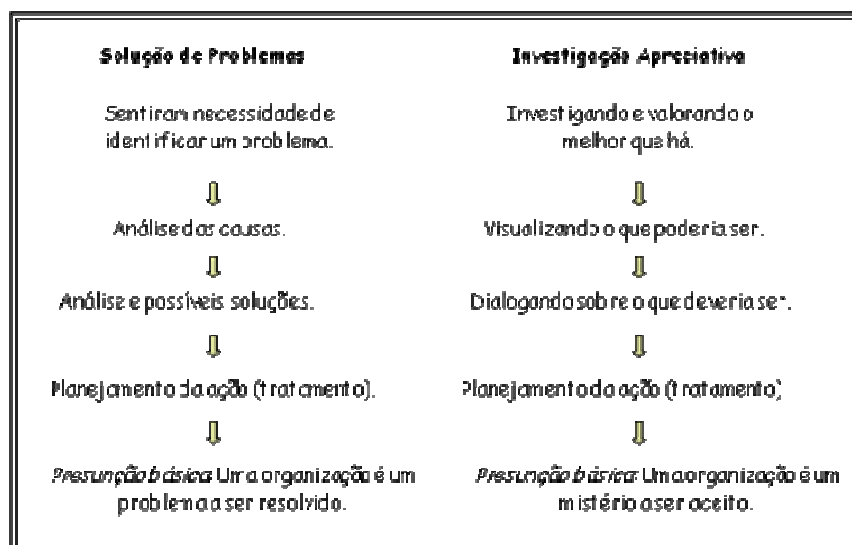 Solução de Problemas
Sentiram necessidade de
identificar um problema.
Análise das causas.
Análise e possíveis soluções.
Planejamento da ação (tratamento).
Presunção básica: Uma organização é um
problema a ser resolvido.
Investigação Apreciativa
Investigando e valorando o
melhor que há.
Visualizando o que poderia ser.
Dialogando sobre o que deveria ser.
Planejamento da ação (tratamento)
Presunção básica: Uma organização é um
mistério a ser aceito.